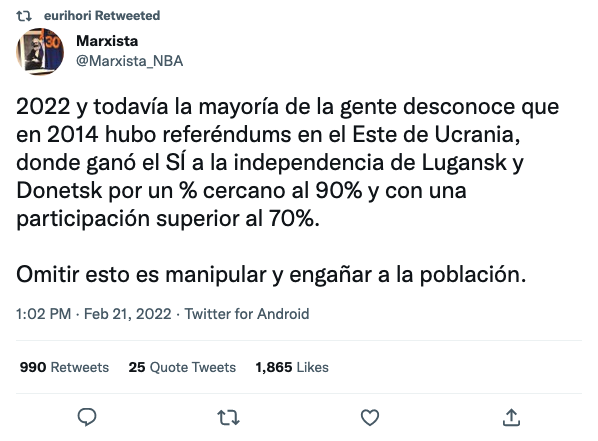 eurihori Retweeted
30
Marxista
@Marxista_NBA
2022 y todavía la mayoría de la gente desconoce que
en 2014 hubo referéndums en el Este de Ucrania,
donde ganó el SÍ a la independencia de Lugansk y
Donetsk por un % cercano al 90% y con una
participación superior al 70%.
Omitir esto es manipular y engañar a la población.
1:02 PM · Feb 21, 2022 · Twitter for Android
990 Retweets 25 Quote Tweets 1,865 Likes